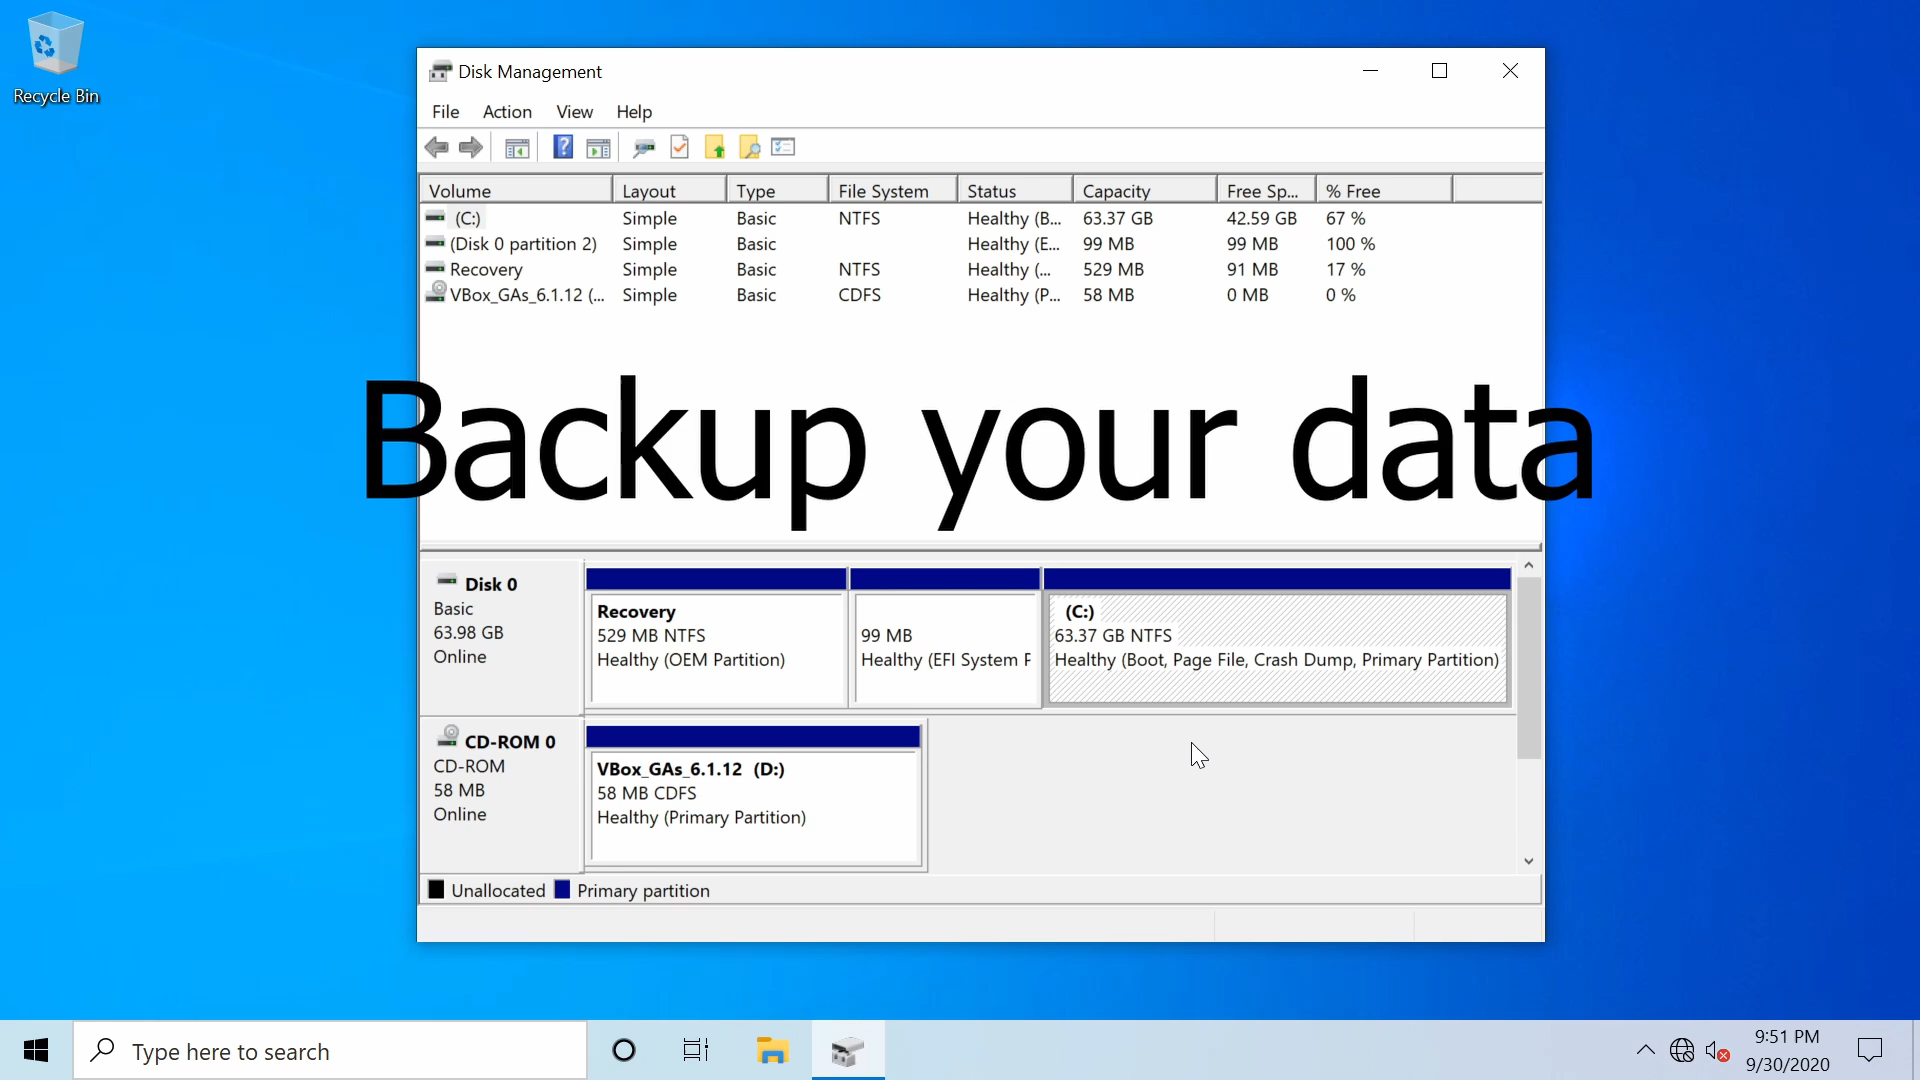 Recycle Bin
Disk Management
File Action View Help
Volume Layout Type File System Status Capacity Free Sp... % Free
(C:) Simple Basic NTFS Healthy (B... 63.37 GB 42.59 GB 67 %
(Disk 0 partition 2) Simple Basic Healthy (E... 99 MB 99 MB 100 %
Recovery Simple Basic NTFS Healthy (... 529 MB 91 MB 17 %
VBox_GAs_6.1.12 (... Simple Basic CDFS Healthy (P... 58 MB 0 MB 0 %
Backup your data
Disk 0
Basic
63.98 GB
Online
Recovery
529 MB NTFS
Healthy (OEM Partition)
99 MB
Healthy (EFI System P
(C:)
63.37 GB NTFS
Healthy (Boot, Page File, Crash Dump, Primary Partition)
CD-ROM 0
CD-ROM
58 MB
Online
VBox_GAs_6.1.12 (D:)
58 MB CDFS
Healthy (Primary Partition)
Unallocated Primary partition
Type here to search
9:51 PM
9/30/2020